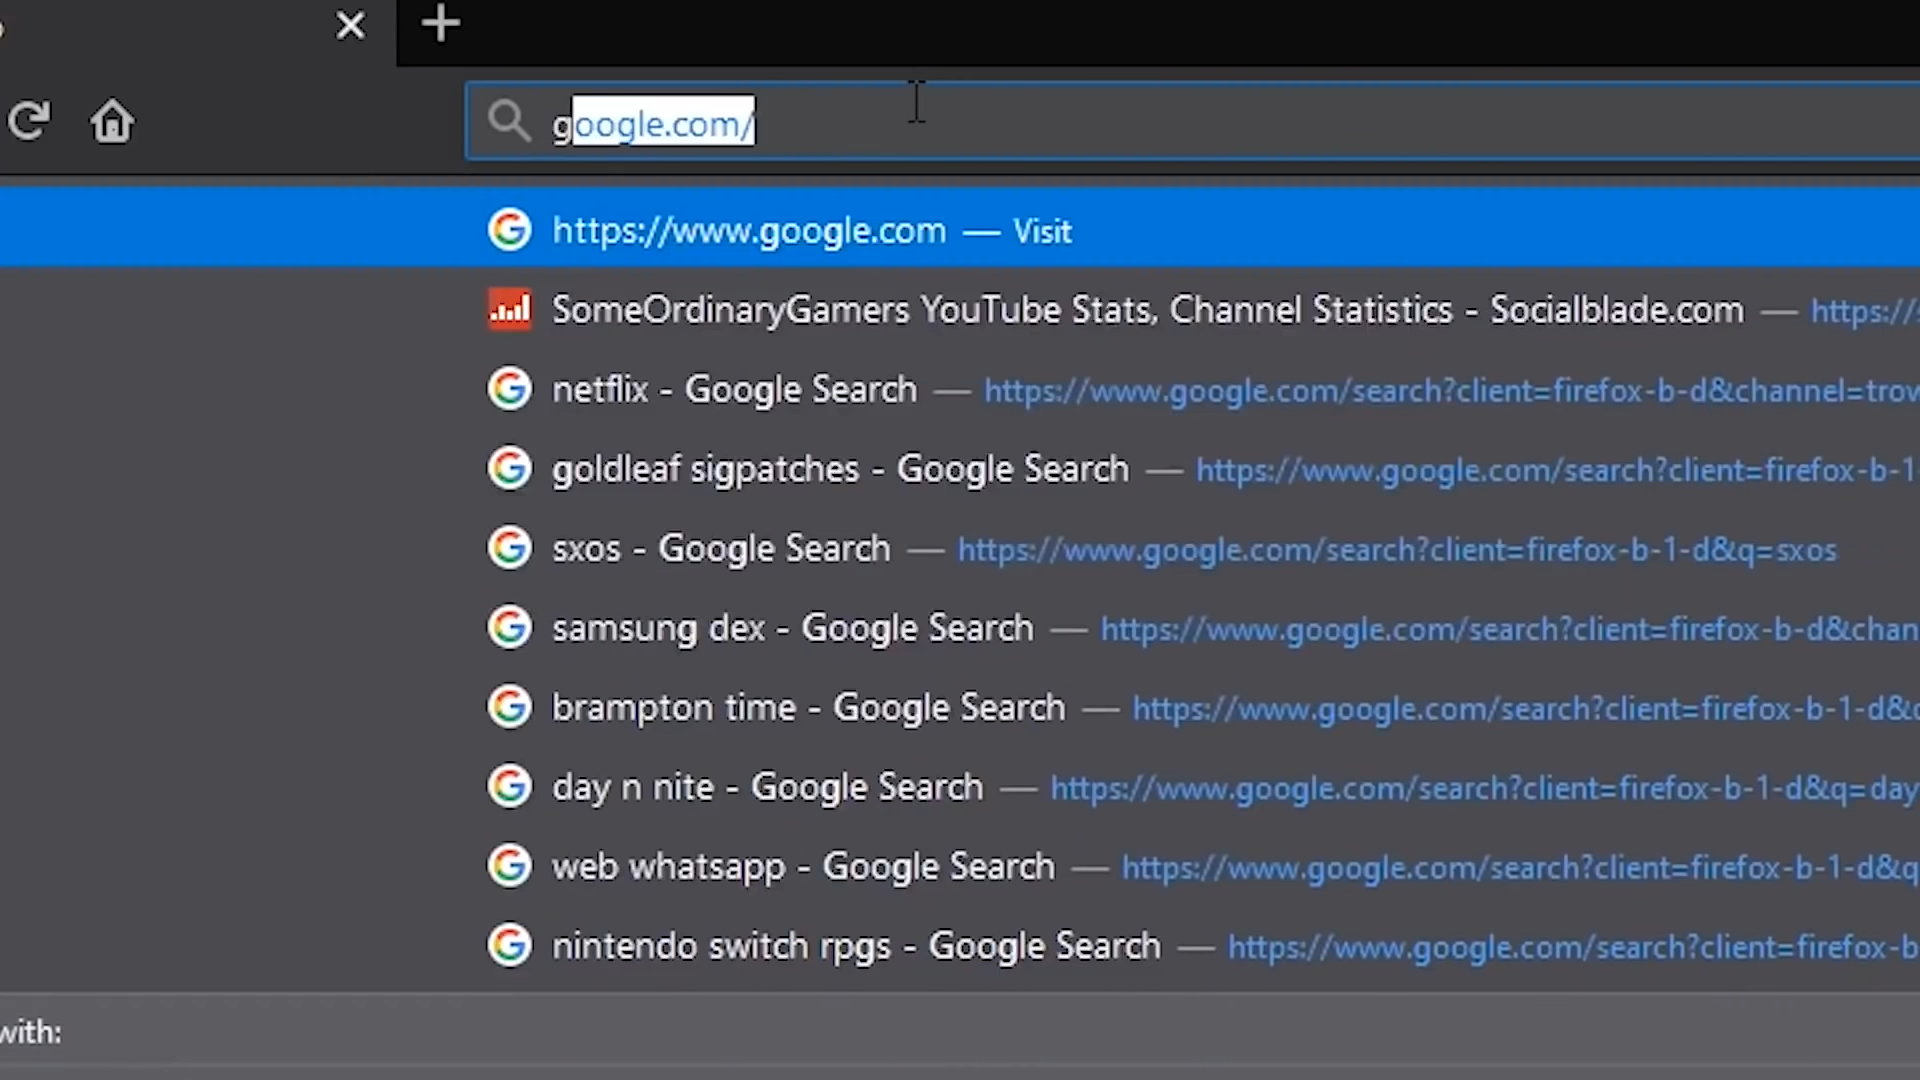 google.com/
https://www.google.com — Visit
SomeOrdinaryGamers YouTube Stats, Channel Statistics - Socialblade.com — https://s
netflix - Google Search — https://www.google.com/search?client=firefox-b-d&channel=trow
goldleaf sigpatches - Google Search — https://www.google.com/search?client=firefox-b-1
sxos - Google Search — https://www.google.com/search?client=firefox-b-1-d&q=sxos
samsung dex - Google Search — https://www.google.com/search?client=firefox-b-d&chan
brampton time - Google Search — https://www.google.com/search?client=firefox-b-1-d&
day n nite - Google Search — https://www.google.com/search?client=firefox-b-1-d&q=day
web whatsapp - Google Search — https://www.google.com/search?client=firefox-b-1-d&q
nintendo switch rpgs - Google Search — https://www.google.com/search?client=firefox-b
with: